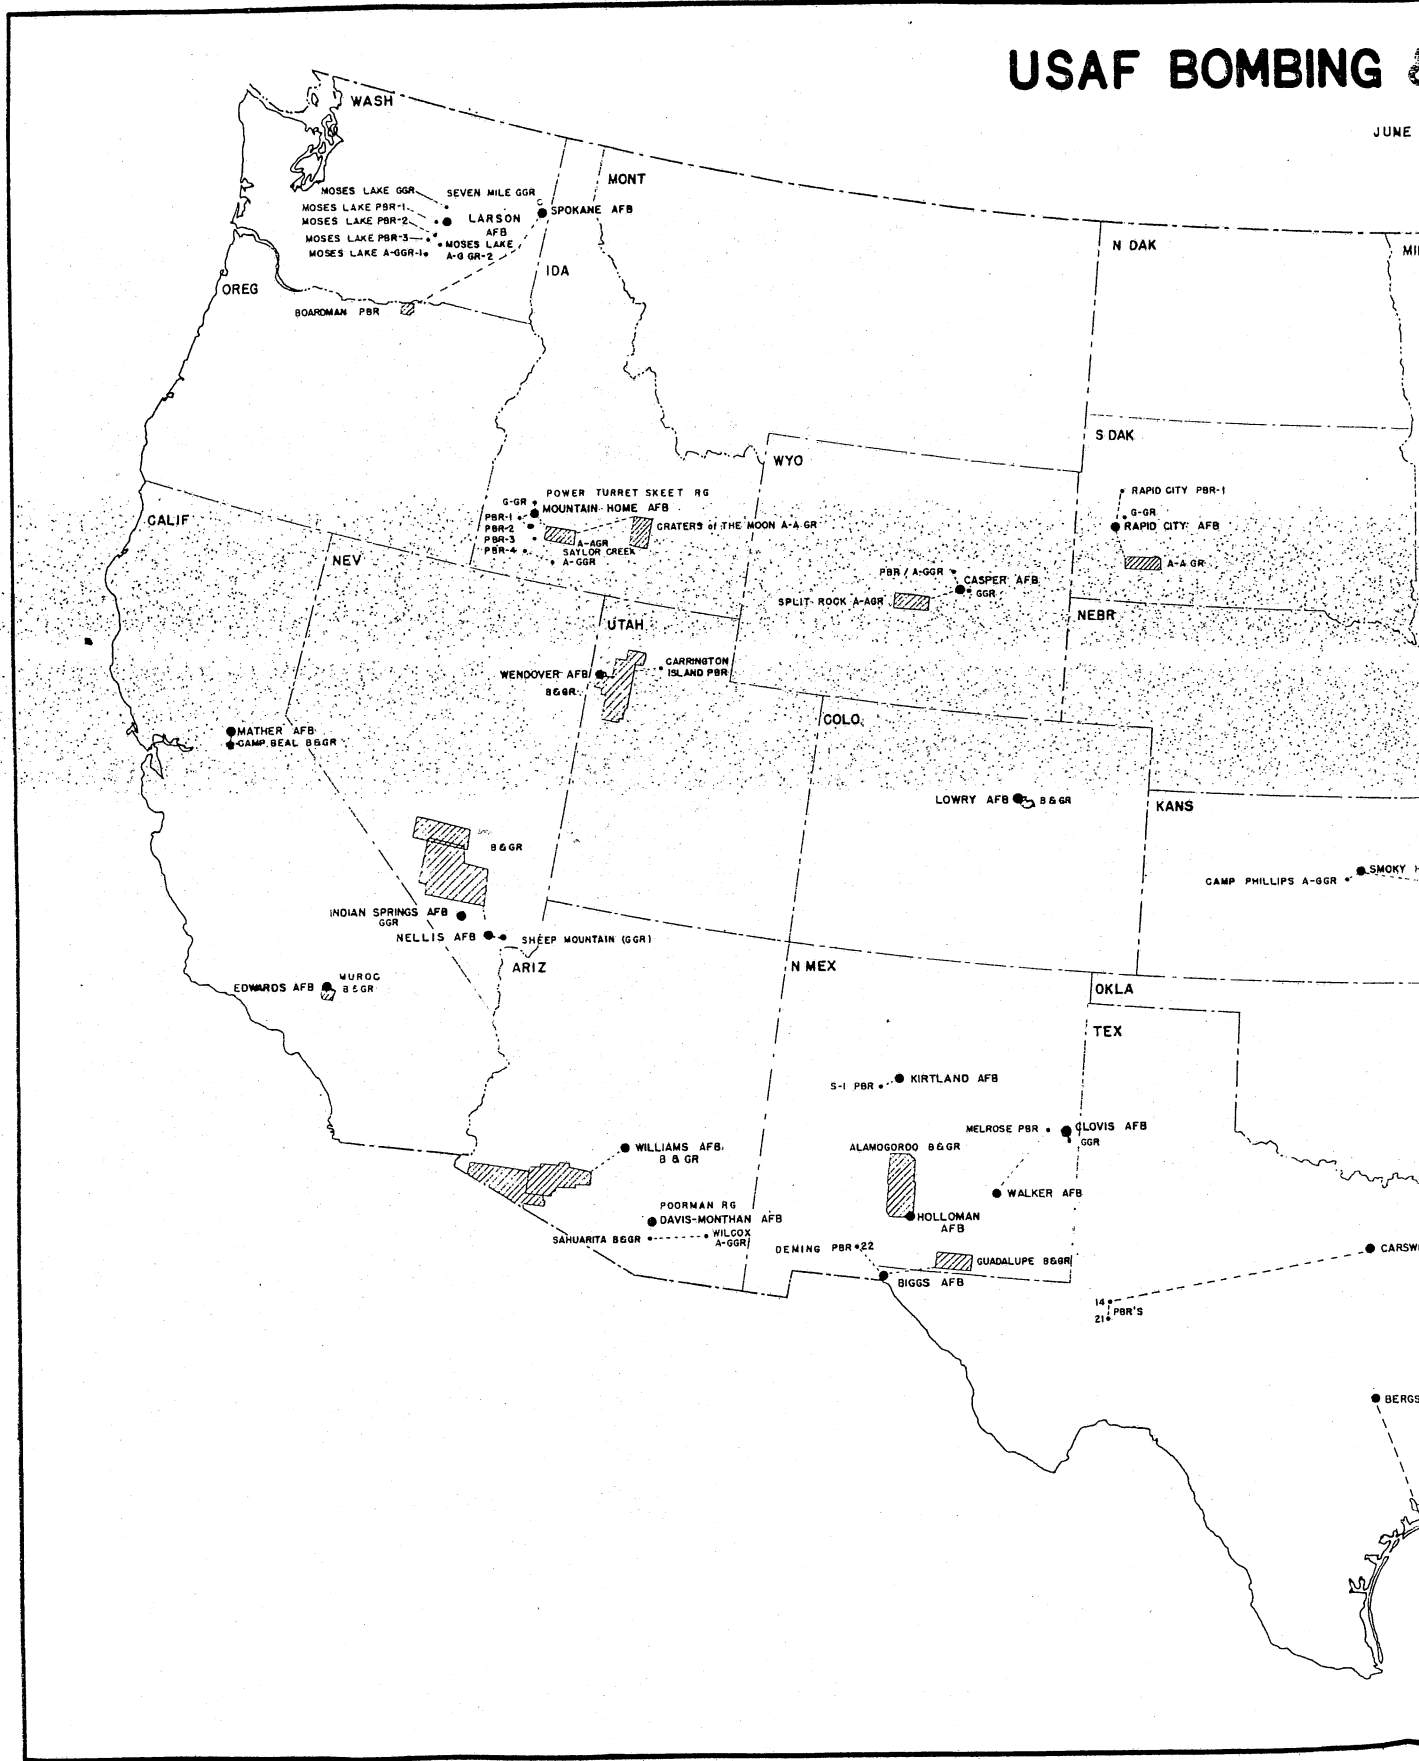 USAF BOMBING
JUNE
WASH
MONT
MOSES LAKE GGR
SEVEN MILE GGR
MOSES LAKE PBR-1
MOSES LAKE PBR-2
LARSON
AFB
SPOKANE AFB
MOSES LAKE PBR-3
MOSES LAKE
A-G GR-2
MOSES LAKE A-GGR-1
N DAK
IDA
OREG
BOARDMAN PBR
S DAK
WYO
POWER TURRET SKEET RG
G-GR
MOUNTAIN HOME AFB
PBR-1
PBR-2
PBR-3
PBR-4
CRATERS of THE MOON A-A GR
A-AGR
SAYLOR CREEK
A-GGR
RAPID CITY PBR-1
G-GR
RAPID CITY AFB
A-A GR
CALIF
NEV
PBR / A-GGR
CASPER AFB
GGR
SPLIT ROCK A-AGR
NEBR
UTAH
WENDOVER AFB
B&GR
CARRINGTON
ISLAND PBR
MATHER AFB
CAMP BEAL B&GR
COLO
LOWRY AFB
B&GR
KANS
B&GR
CAMP PHILLIPS A-GGR
SMOKY
INDIAN SPRINGS AFB
GGR
NELLIS AFB
SHEEP MOUNTAIN (GGR)
ARIZ
N MEX
EDWARDS AFB
MUROC
B&GR
OKLA
TEX
S-1 PBR
KIRTLAND AFB
MELROSE PBR
CLOVIS AFB
GGR
WILLIAMS AFB
B & GR
ALAMOGORDO B&GR
WALKER AFB
POORMAN RG
DAVIS-MONTHAN AFB
SAHUARITA B&GR
WILCOX
A-GGR
HOLLOMAN
AFB
DEMING PBR 22
GUADALUPE B&GR
BIGGS AFB
CARSW
14
21
PBR'S
BERGS